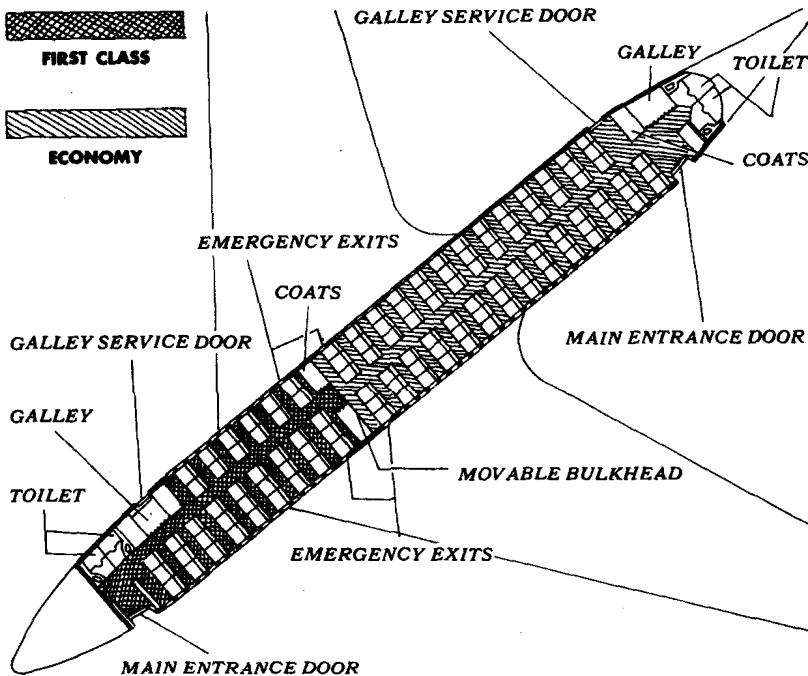 GALLEY SERVICE DOOR
FIRST CLASS
GALLEY
TOILET
ECONOMY
COATS
EMERGENCY EXITS
COATS
GALLEY SERVICE DOOR
MAIN ENTRANCE DOOR
GALLEY
MOVABLE BULKHEAD
TOILET
EMERGENCY EXITS
MAIN ENTRANCE DOOR